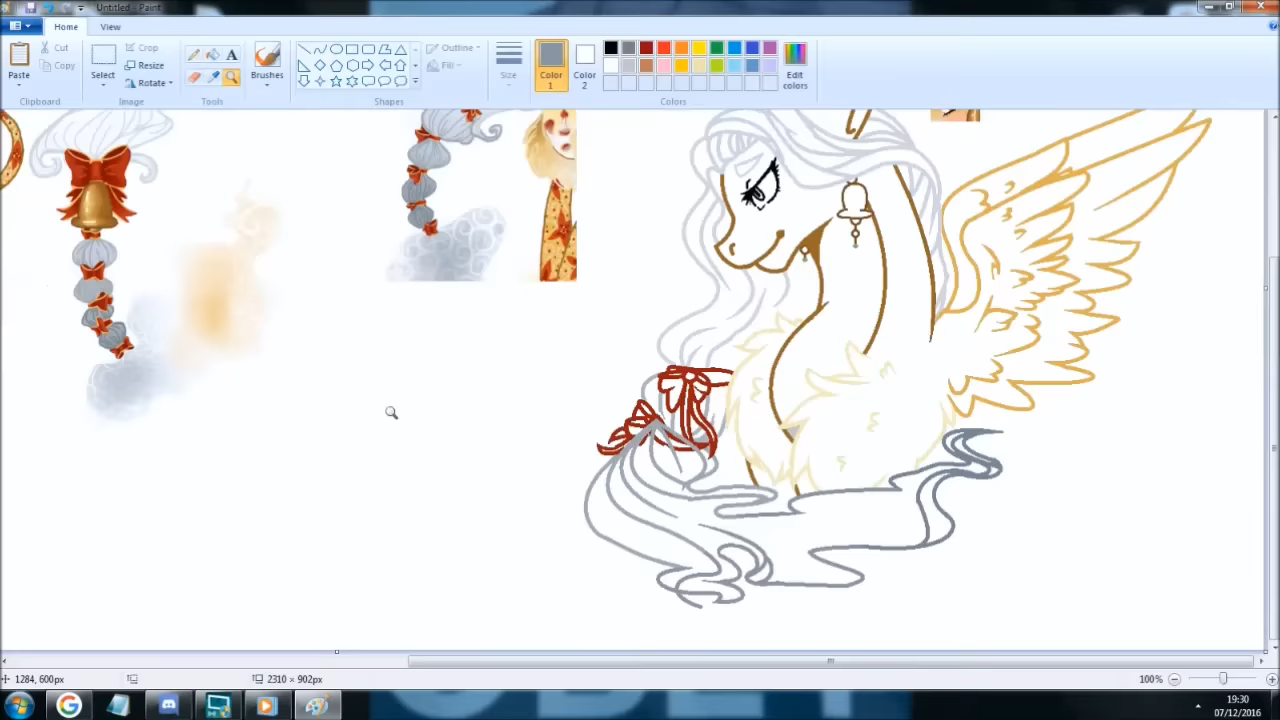 Untitled - Paint
Home View
Paste
Cut
Copy
Clipboard
Select
Crop
Resize
Rotate
Image
A
Tools
Brushes
Outline
Fill
Shapes
Size
Color 1
Color 2
Edit colors
Colors
1284, 600px
2310 × 902px
100%
19:30
07/12/2016